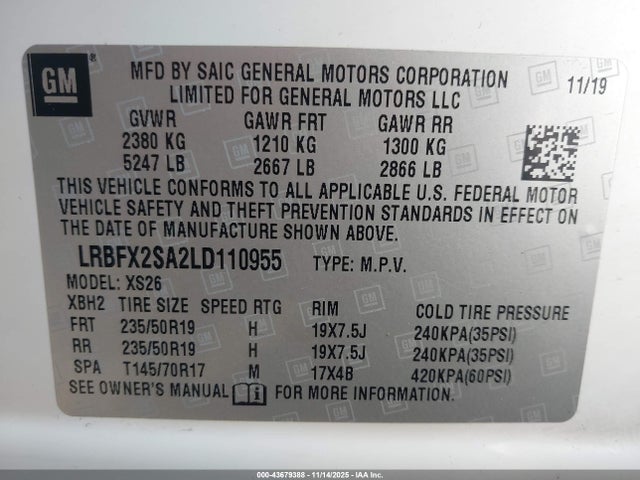 GM
MFD BY SAIC GENERAL MOTORS CORPORATION 11/19
LIMITED FOR GENERAL MOTORS LLC
GVWR GAWR FRT GAWR RR
2380 KG 1210 KG 1300 KG
5247 LB 2667 LB 2866 LB
THIS VEHICLE CONFORMS TO ALL APPLICABLE U.S. FEDERAL MOTOR
VEHICLE SAFETY AND THEFT PREVENTION STANDARDS IN EFFECT ON
THE DATE OF MANUFACTURE SHOWN ABOVE.
LRBFX2SA2LD110955 TYPE: M.P.V.
MODEL: XS26
XBH2 TIRE SIZE SPEED RTG RIM COLD TIRE PRESSURE
FRT 235/50R19 H 19X7.5J 240KPA(35PSI)
RR 235/50R19 H 19X7.5J 240KPA(35PSI)
SPA T145/70R17 M 17X4B 420KPA(60PSI)
SEE OWNER'S MANUAL FOR MORE INFORMATION.
000-43679388 - 11/14/2025 - IAA Inc.